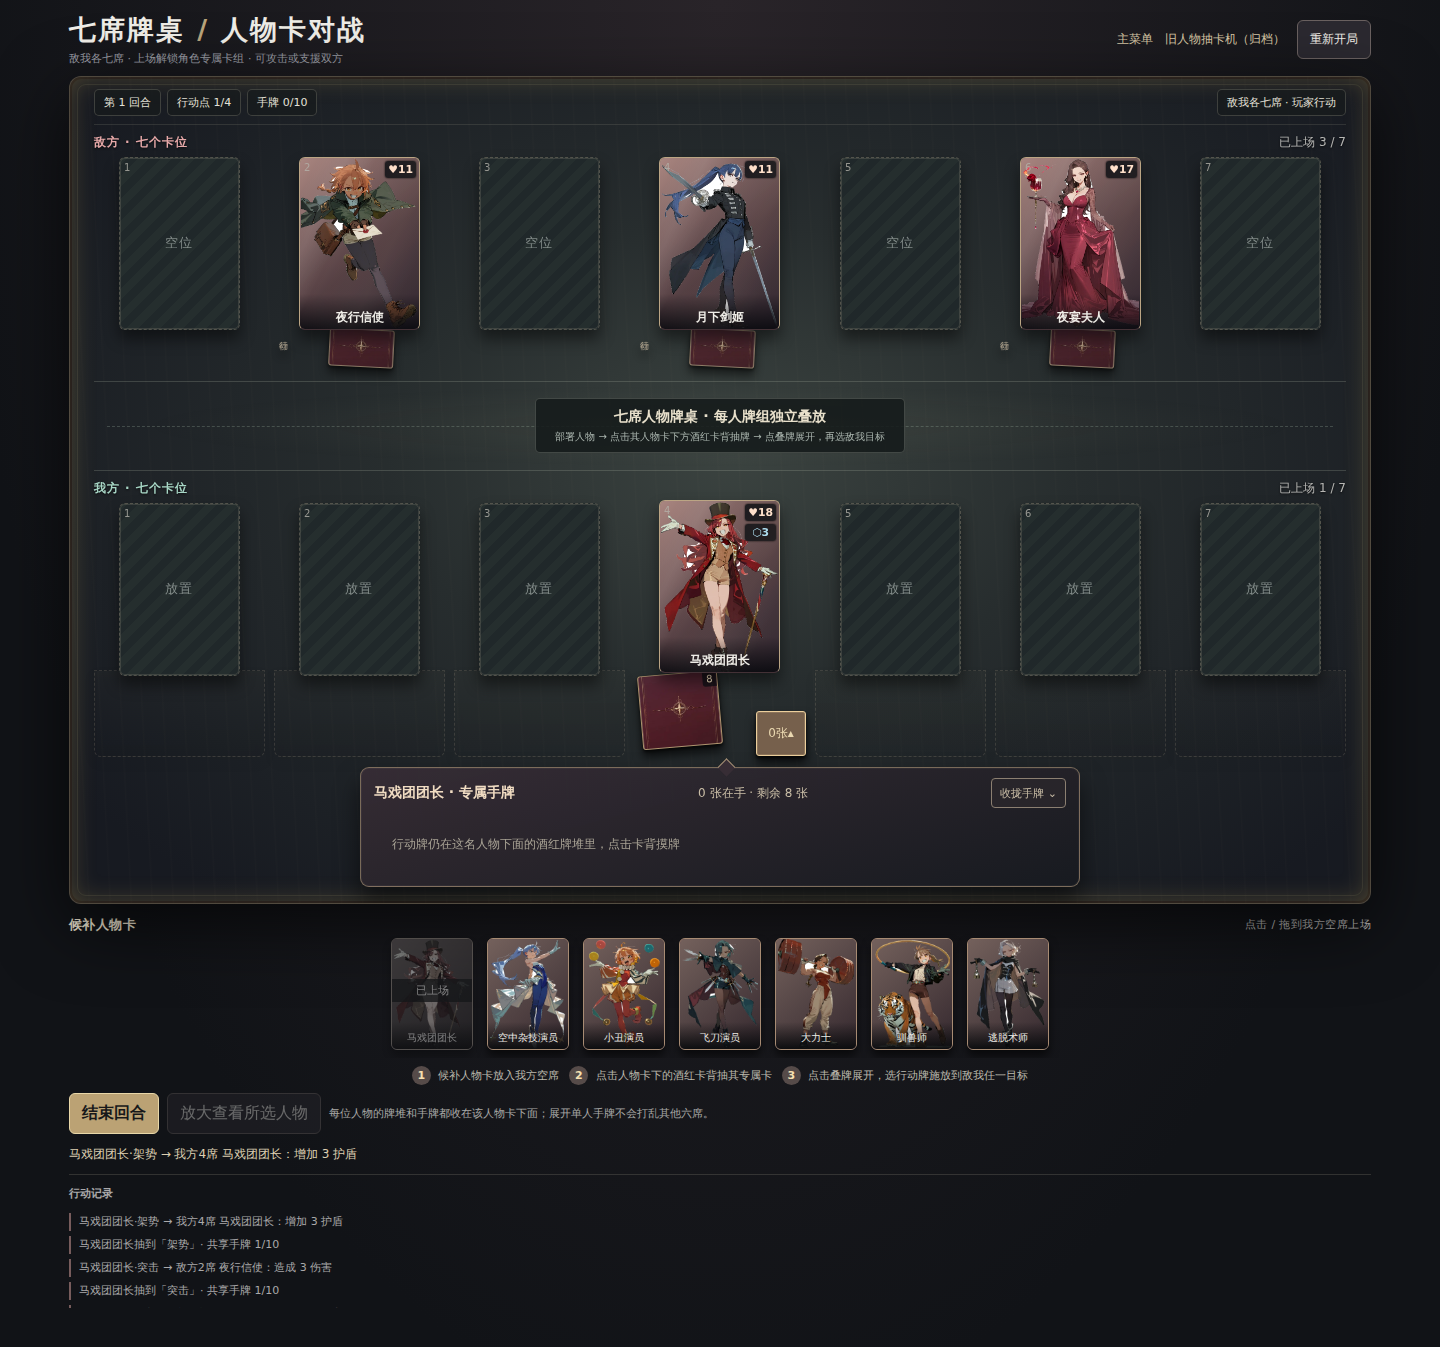 七席牌桌 / 人物卡对战
敌我各七席 · 上场解锁角色专属卡组 · 可攻击或支援双方
主菜单 旧人物抽卡机（归档） 重新开局
第 1 回合 行动点 1/4 手牌 0/10 敌我各七席 · 玩家行动
敌方 · 七个卡位 已上场 3 / 7
1 2 ♥11 3 4 ♥11 5 6 ♥17 7
空位 空位 空位 空位
夜行信使 月下剑姬 夜宴夫人
七席人物牌桌 · 每人牌组独立叠放
部署人物 → 点击其人物卡下方酒红卡背抽牌 → 点叠牌展开，再选敌我目标
我方 · 七个卡位 已上场 1 / 7
1 2 3 4 ♥18 5 6 7
⬡3
放置 放置 放置 放置 放置 放置
马戏团团长
8
0张▴
马戏团团长 · 专属手牌 0 张在手 · 剩余 8 张 收拢手牌 ⌄
行动牌仍在这名人物下面的酒红牌堆里，点击卡背摸牌
候补人物卡 点击 / 拖到我方空席上场
已上场
马戏团团长 空中杂技演员 小丑演员 飞刀演员 大力士 驯兽师 逃脱术师
1 候补人物卡放入我方空席 2 点击人物卡下的酒红卡背抽其专属卡 3 点击叠牌展开，选行动牌施放到敌我任一目标
结束回合 放大查看所选人物 每位人物的牌堆和手牌都收在该人物卡下面；展开单人手牌不会打乱其他六席。
马戏团团长·架势 → 我方4席 马戏团团长：增加 3 护盾
行动记录
马戏团团长·架势 → 我方4席 马戏团团长：增加 3 护盾
马戏团团长抽到「架势」· 共享手牌 1/10
马戏团团长·突击 → 敌方2席 夜行信使：造成 3 伤害
马戏团团长抽到「突击」· 共享手牌 1/10